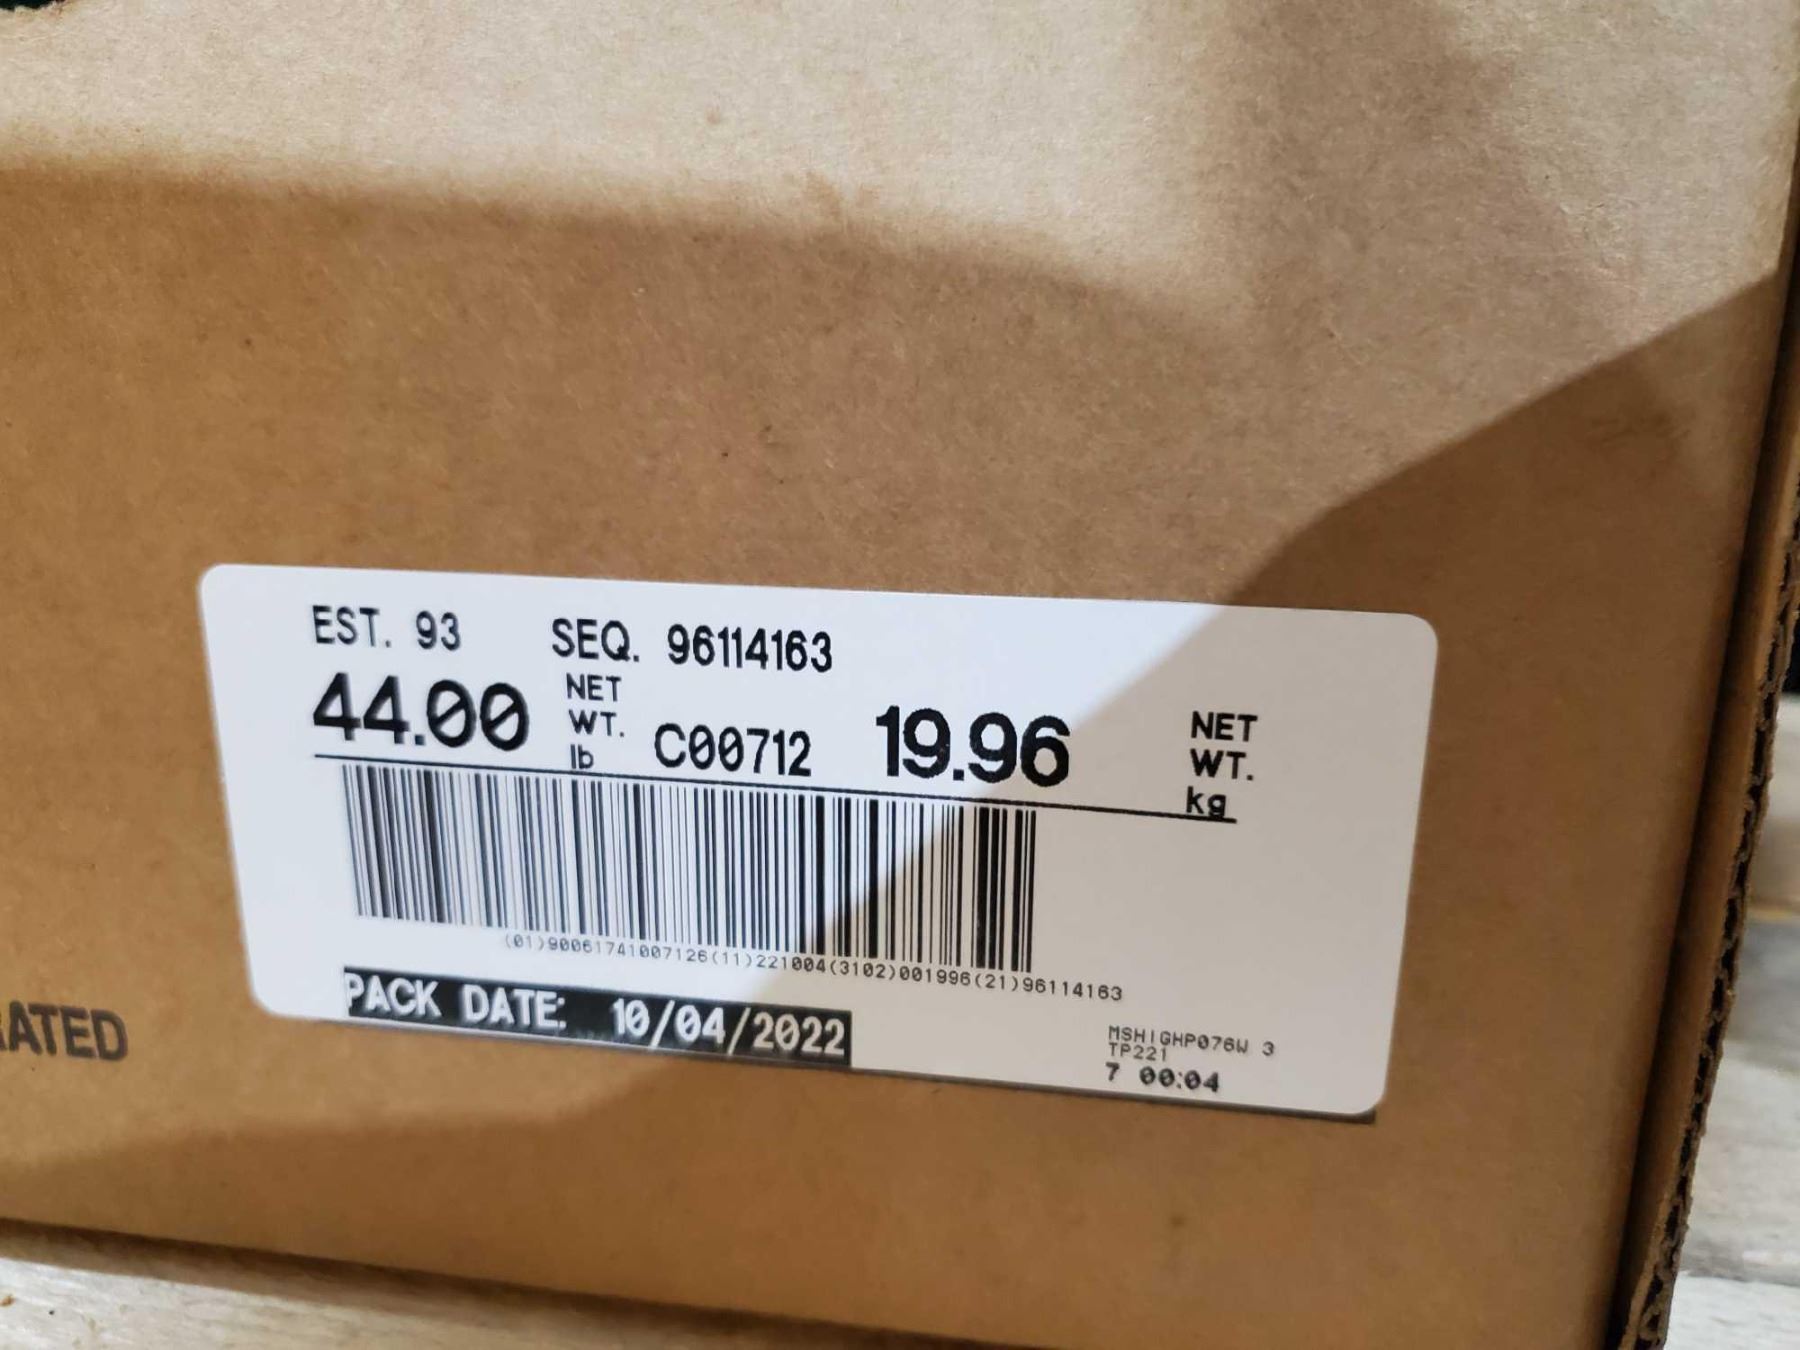 EST. 93 SEQ. 96114163
44.00 NET WT. lb C00712 19.96 NET WT. kg
(01)90061741007126(11)221004(3102)001996(21)96114163
PACK DATE: 10/04/2022
MSHIGHP076W 3
TP221
7 00:04
ATED